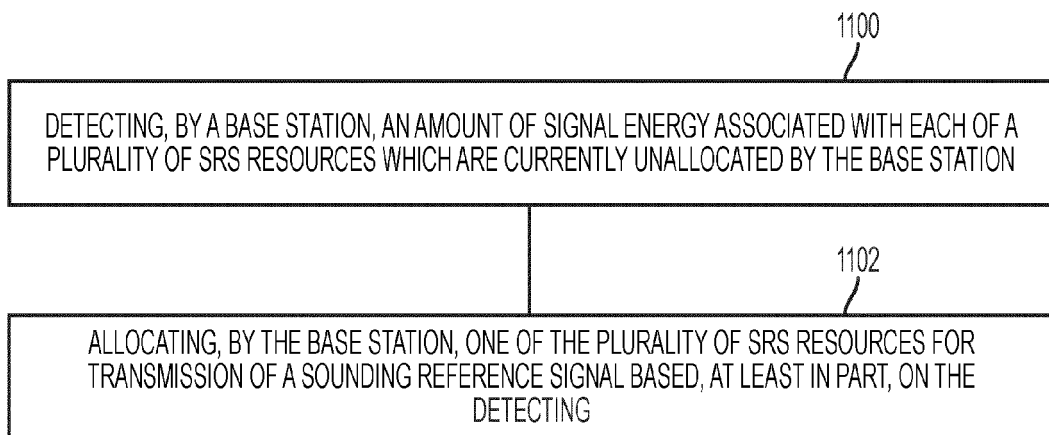 1100
DETECTING, BY A BASE STATION, AN AMOUNT OF SIGNAL ENERGY ASSOCIATED WITH EACH OF A
PLURALITY OF SRS RESOURCES WHICH ARE CURRENTLY UNALLOCATED BY THE BASE STATION
1102
ALLOCATING, BY THE BASE STATION, ONE OF THE PLURALITY OF SRS RESOURCES FOR
TRANSMISSION OF A SOUNDING REFERENCE SIGNAL BASED, AT LEAST IN PART, ON THE
DETECTING